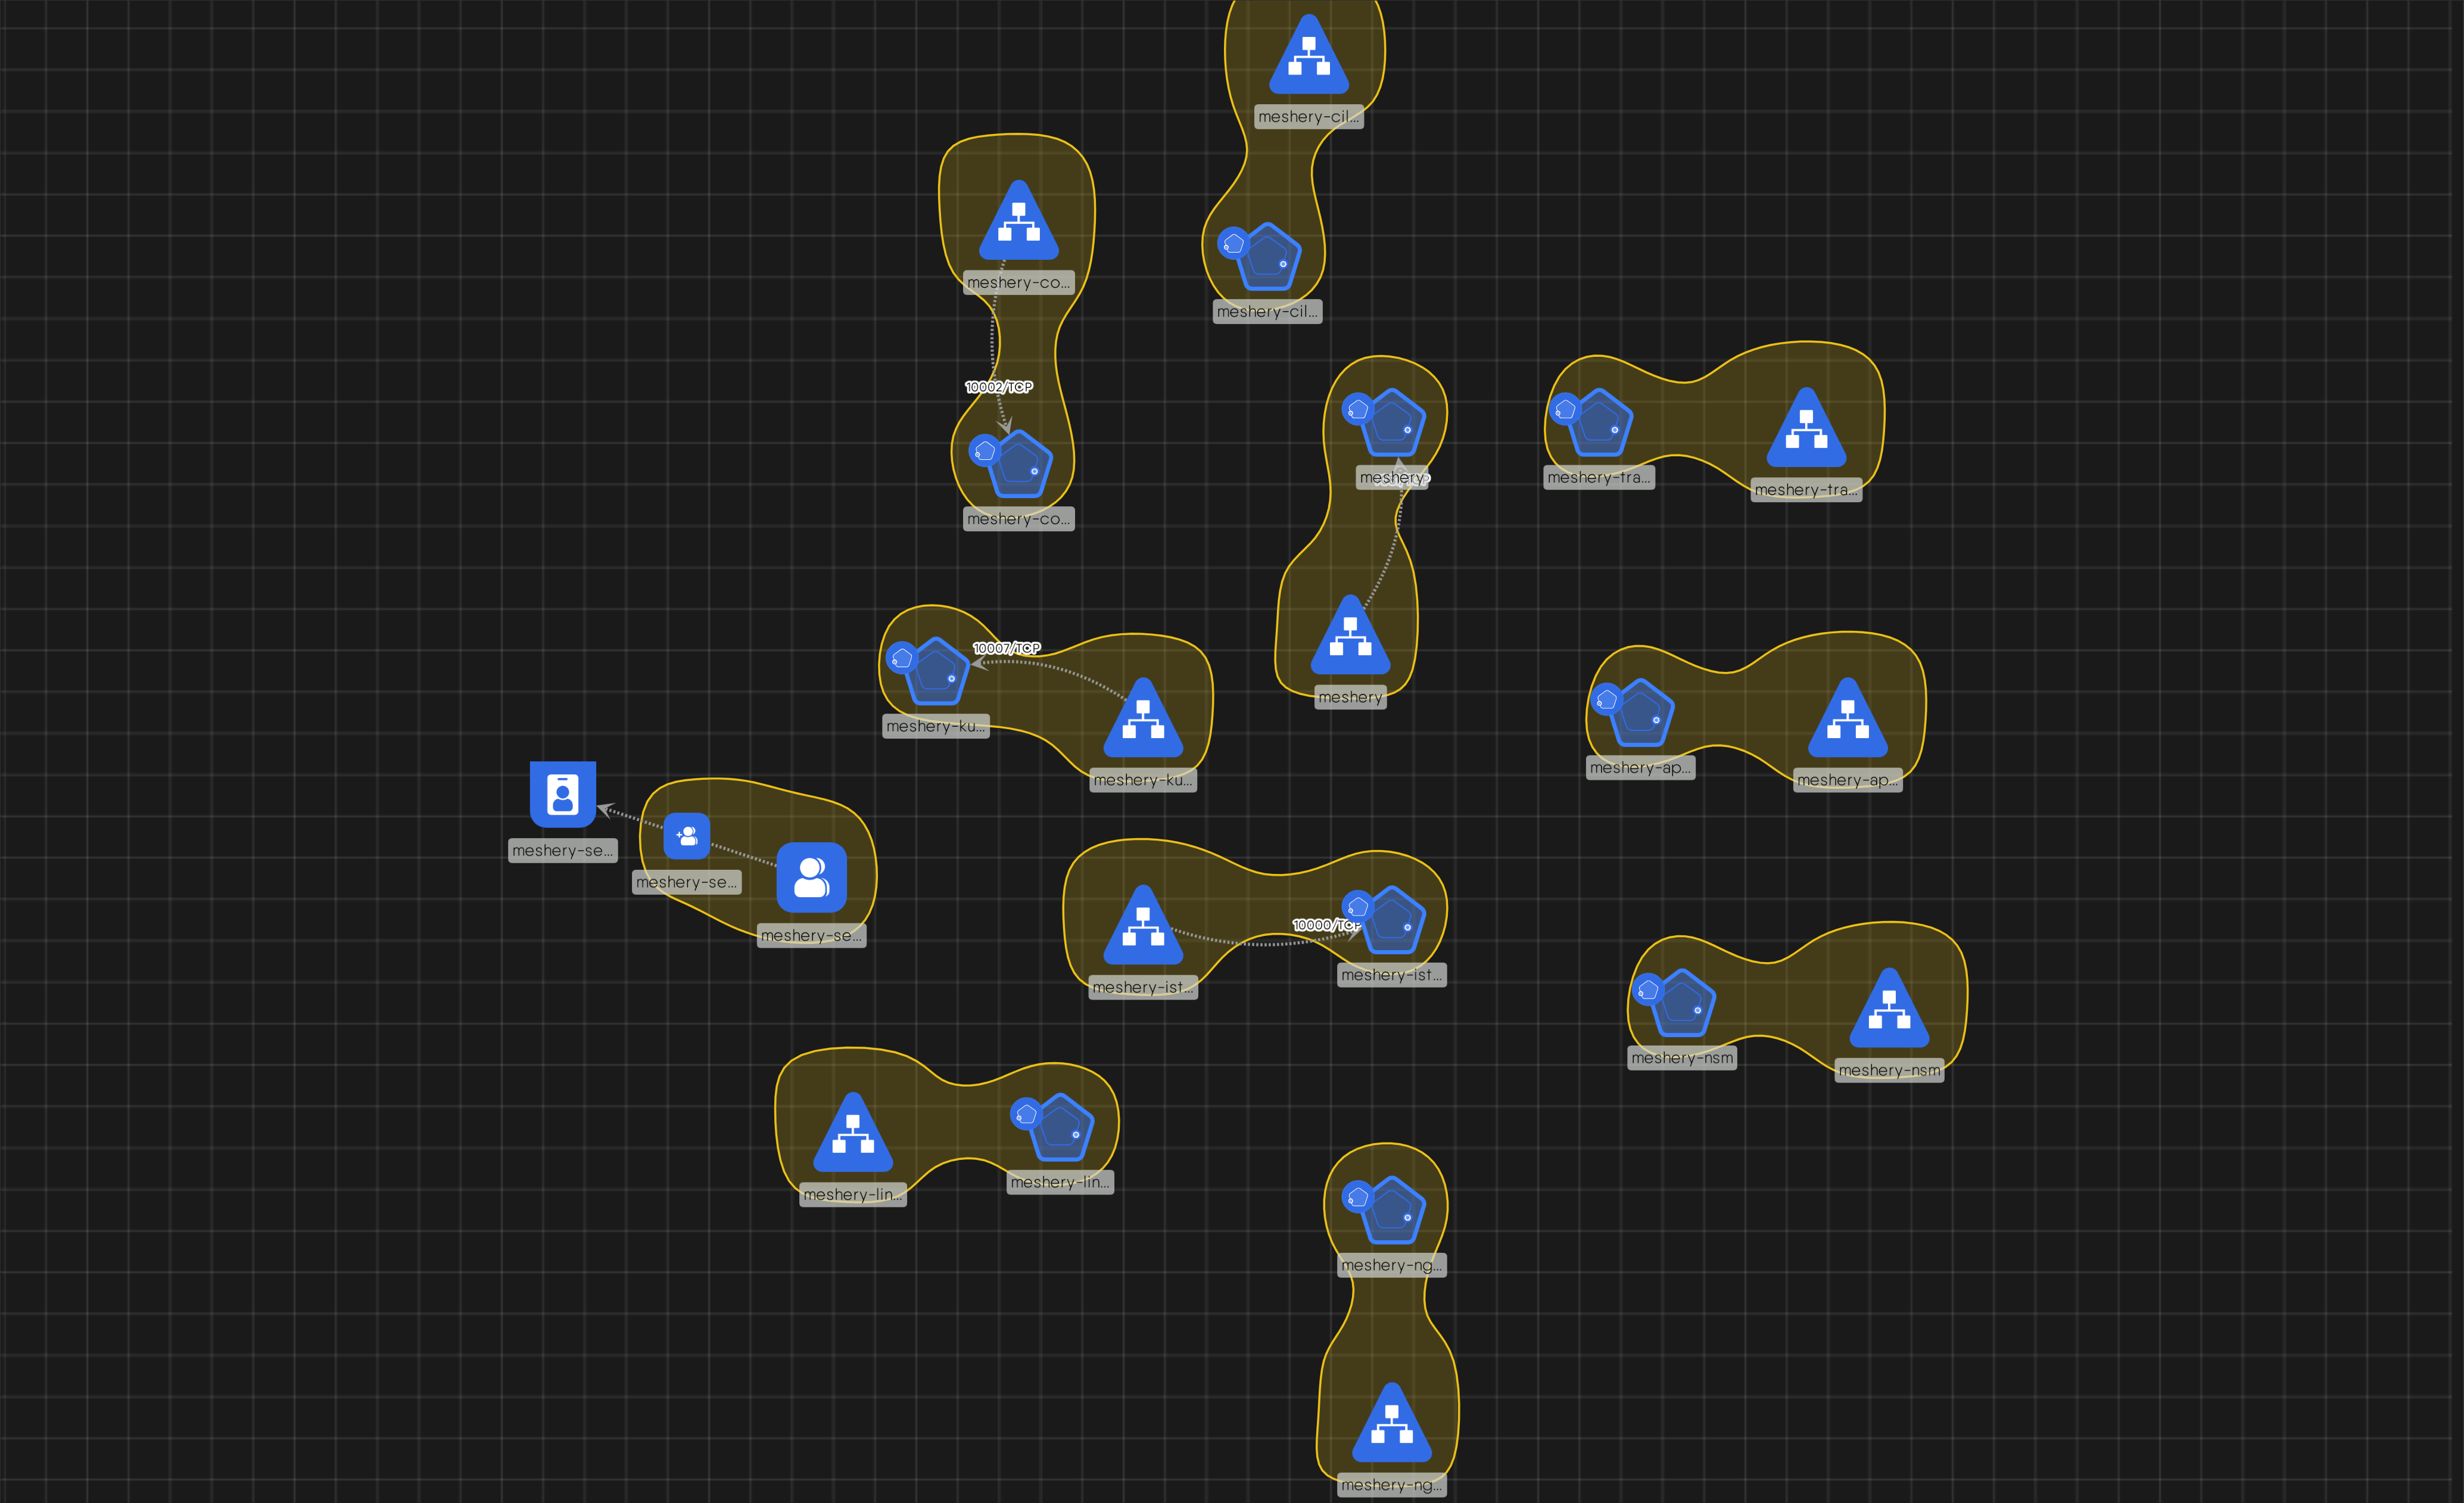 meshery-cil...
meshery-co...
meshery-cil...
10002/TCP
meshery
meshery-tra...
meshery-tra...
meshery-co...
10007/TCP
meshery
meshery-ku...
meshery-ap...
meshery-ku...
meshery-ap...
meshery-se...
meshery-se...
10000/TCP
meshery-se...
meshery-ist...
meshery-ist...
meshery-nsm
meshery-nsm
meshery-lin...
meshery-lin...
meshery-ng...
meshery-ng...